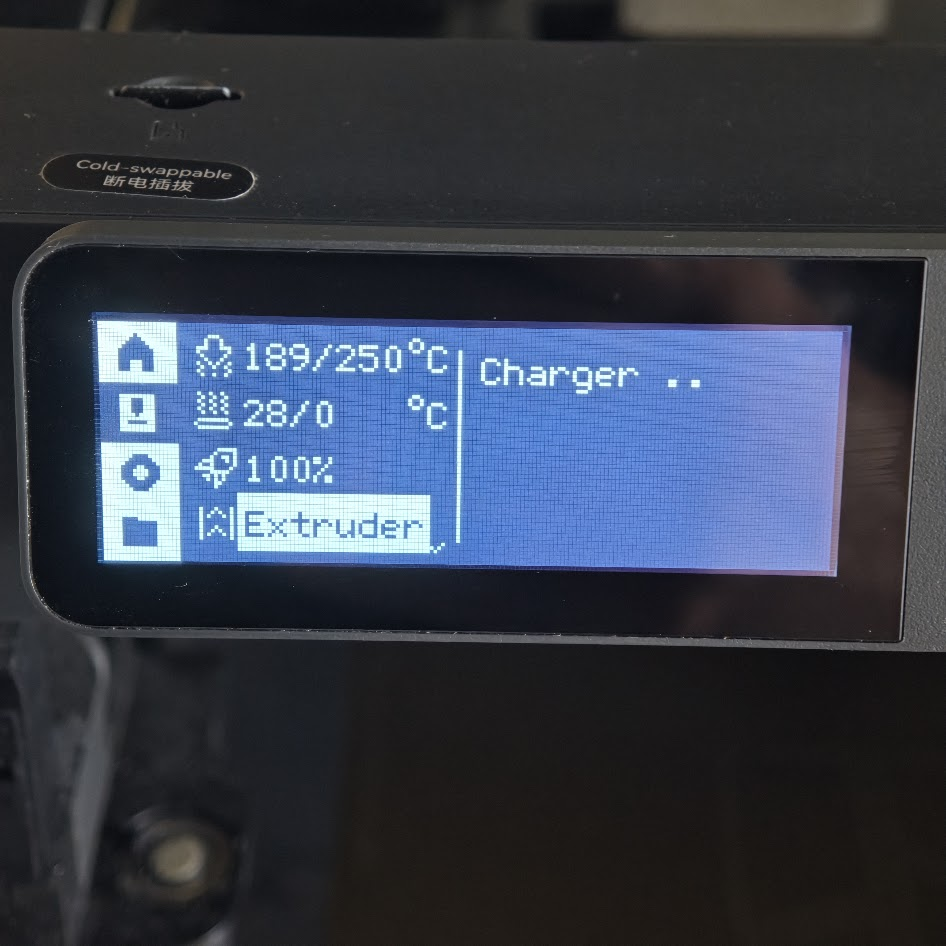 Cold-swappable
断电插拔
189/250°C
28/0 °C
100%
Extruder
Charger ..